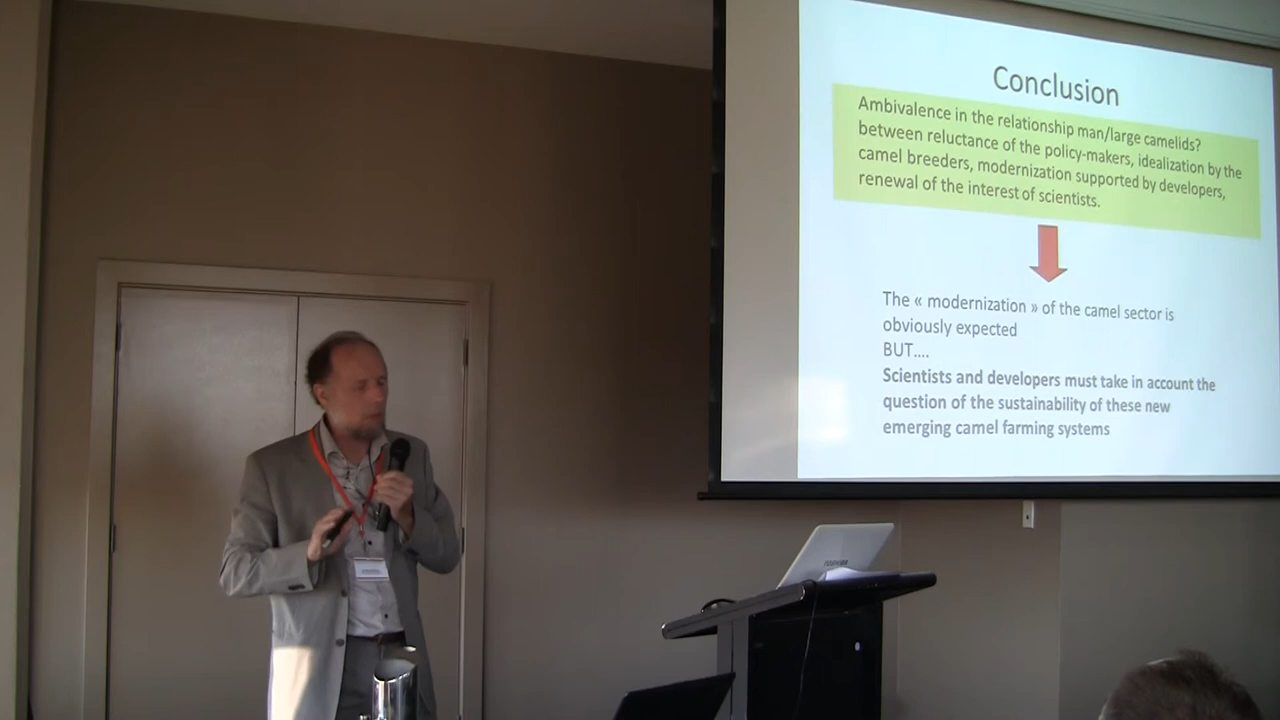 Conclusion
Ambivalence in the relationship man/large camelids?
between reluctance of the policy-makers, idealization by the
camel breeders, modernization supported by developers,
renewal of the interest of scientists.
The « modernization » of the camel sector is
obviously expected
BUT....
Scientists and developers must take in account the
question of the sustainability of these new
emerging camel farming systems